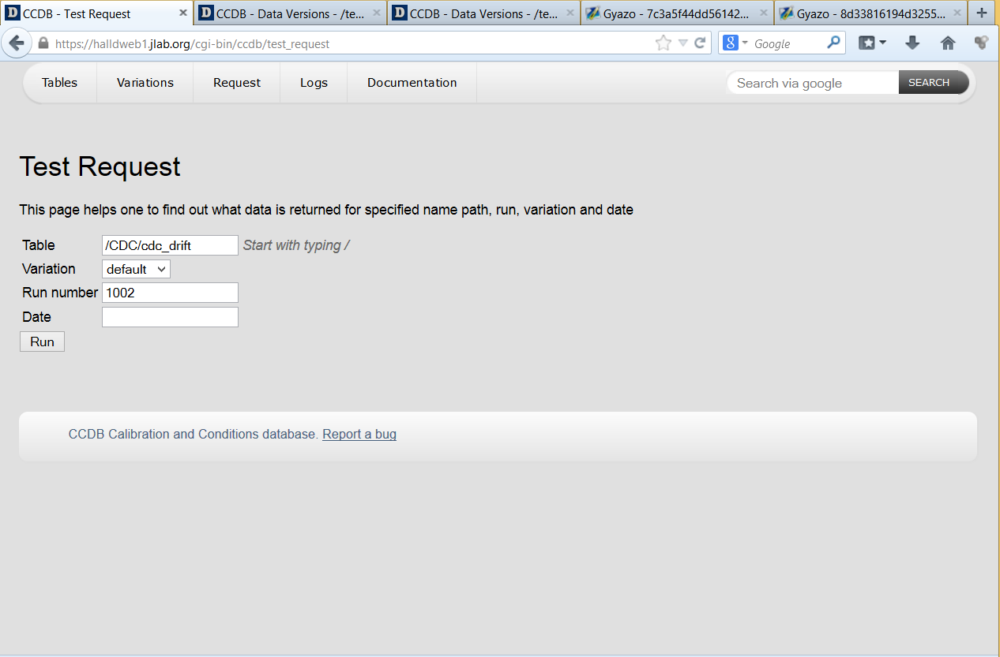 CCDB - Test Request
CCDB - Data Versions - /te...
CCDB - Data Versions - /te...
Gyazo - 7c3a5f44dd56142...
Gyazo - 8d33816194d3255...
https://halldweb1.jlab.org/cgi-bin/ccdb/test_request
Google
Tables
Variations
Request
Logs
Documentation
Search via google
SEARCH
Test Request
This page helps one to find out what data is returned for specified name path, run, variation and date
Table /CDC/cdc_drift Start with typing /
Variation default
Run number 1002
Date
Run
CCDB Calibration and Conditions database. Report a bug